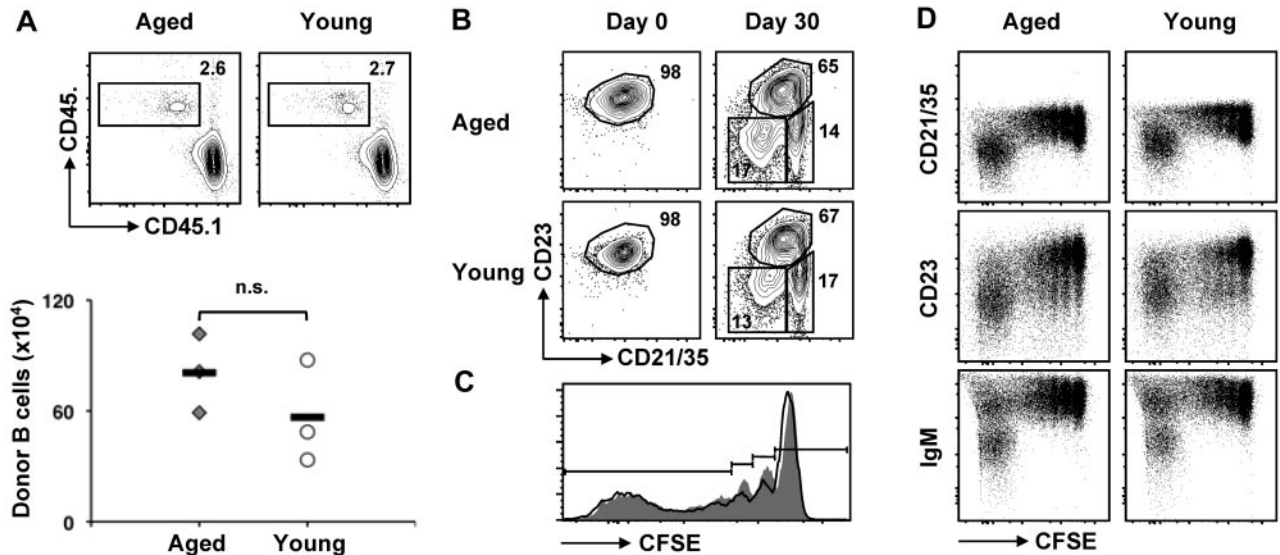 A
Aged Young
2.6
2.7
CD45.
CD45.1
n.s.
120
60
0
Donor B cells (x10⁴)
Aged Young
B
Day 0 Day 30
Aged
98
65
14
17
Young
98
67
17
13
CD23
CD21/35
C
CFSE
D
Aged Young
CD21/35
CD23
IgM
CFSE